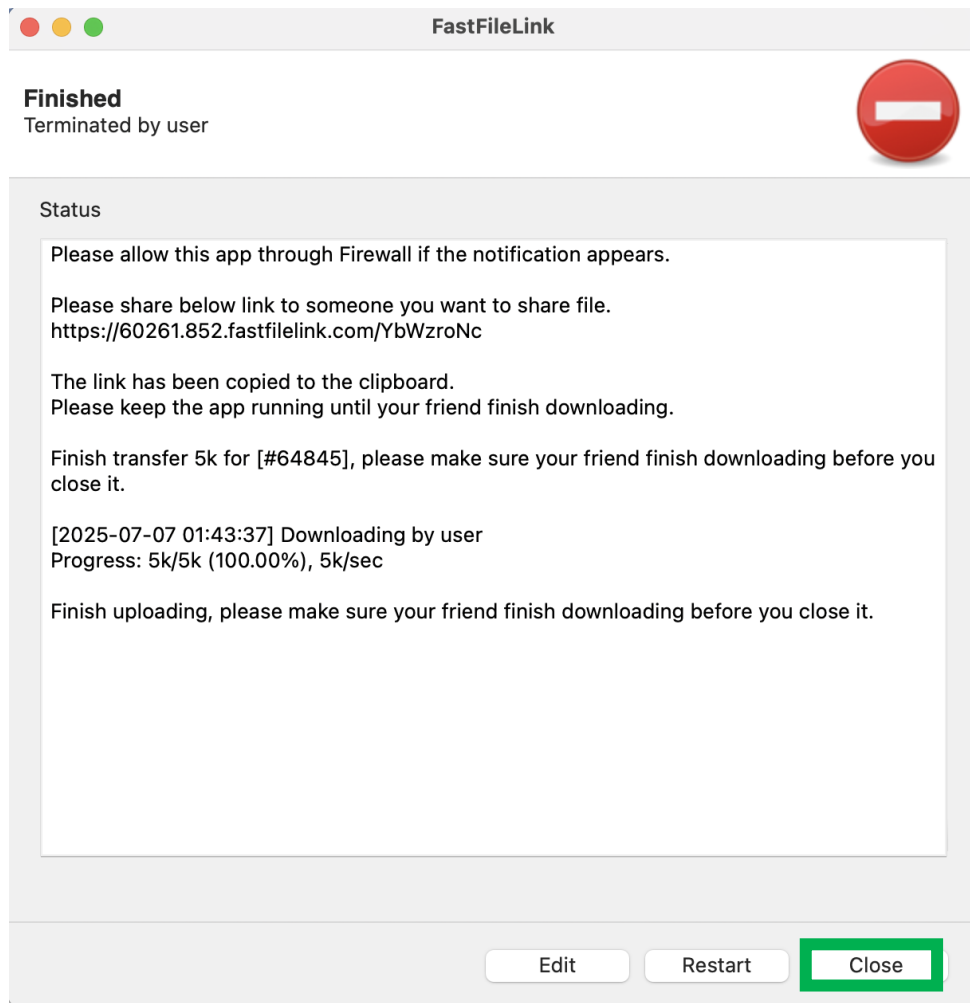 FastFileLink
Finished
Terminated by user
Status
Please allow this app through Firewall if the notification appears.
Please share below link to someone you want to share file.
https://60261.852.fastfilelink.com/YbWzroNc
The link has been copied to the clipboard.
Please keep the app running until your friend finish downloading.
Finish transfer 5k for [#64845], please make sure your friend finish downloading before you
close it.
[2025-07-07 01:43:37] Downloading by user
Progress: 5k/5k (100.00%), 5k/sec
Finish uploading, please make sure your friend finish downloading before you close it.
Edit
Restart
Close